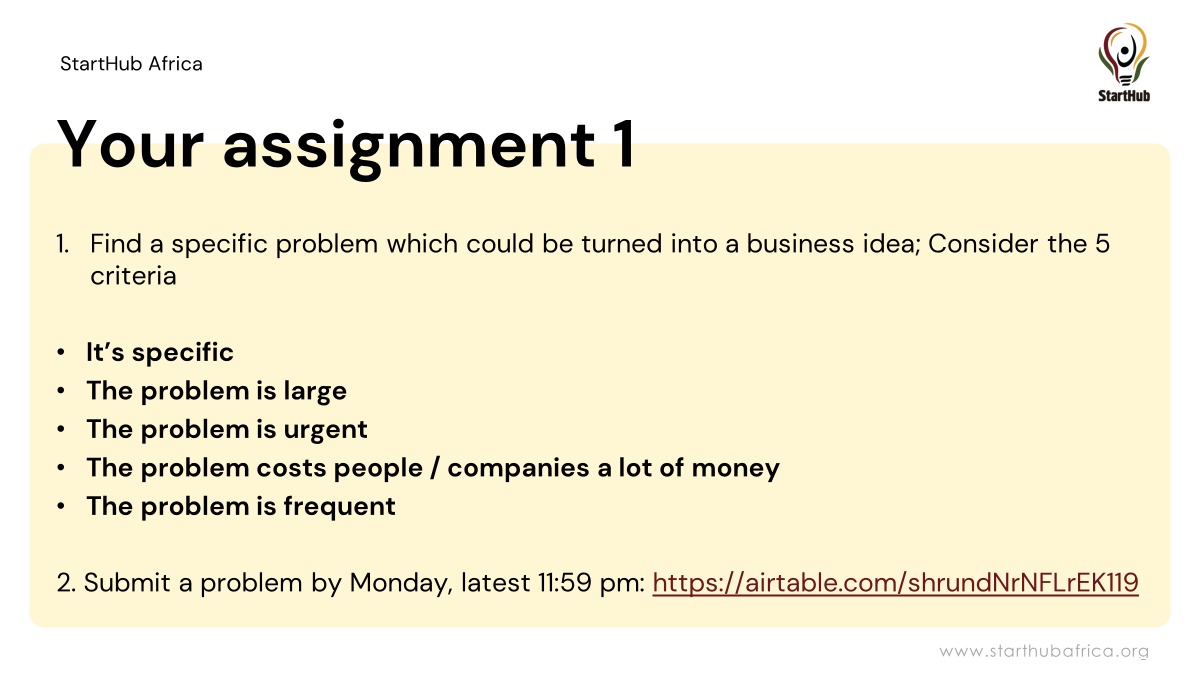 StartHub Africa
StartHub
Your assignment 1
1. Find a specific problem which could be turned into a business idea; Consider the 5
criteria
• It’s specific
• The problem is large
• The problem is urgent
• The problem costs people / companies a lot of money
• The problem is frequent
2. Submit a problem by Monday, latest 11:59 pm: https://airtable.com/shrundNrNFLrEK119
www.starthubafrica.org